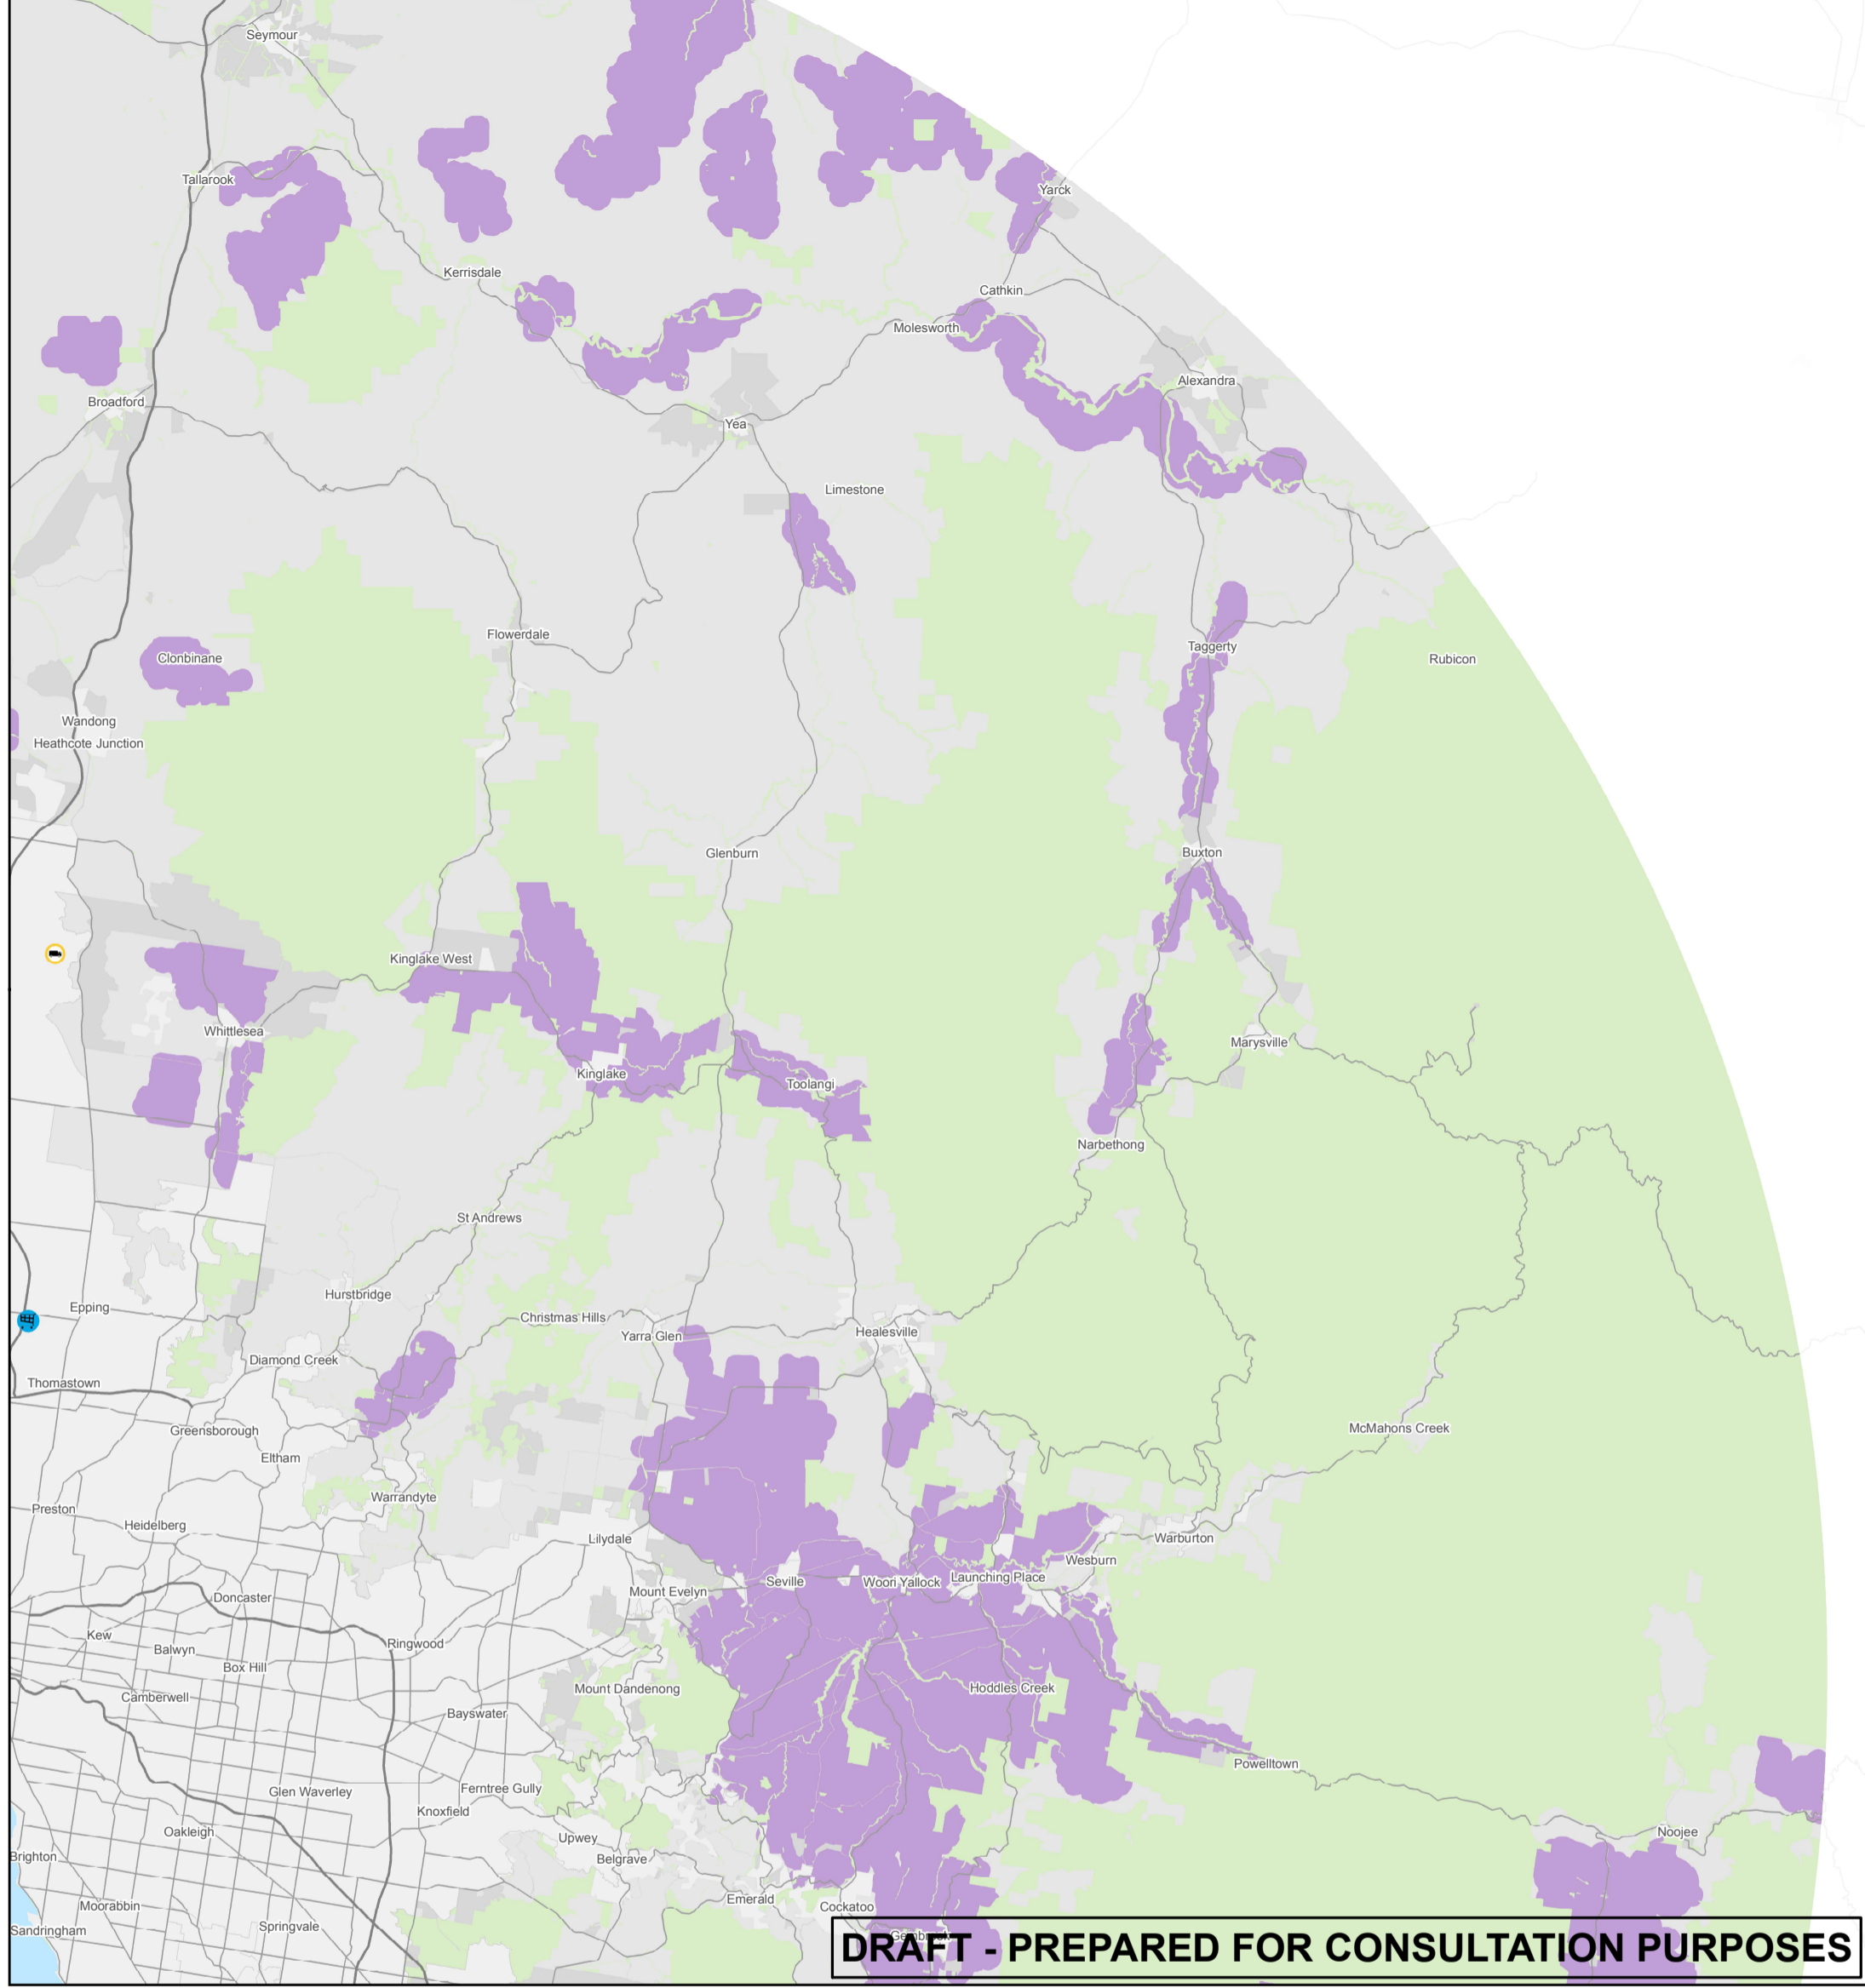 Seymour
Tallarook
Yarck
Kerrisdale
Cathkin
Molesworth
Alexandra
Broadford
Yea
Limestone
Flowerdale
Taggerty
Clonbinane
Rubicon
Wandong
Heathcote Junction
Buxton
Glenburn
Kinglake West
Whittlesea
Marysville
Kinglake
Toolangi
Narbethong
St Andrews
Hurstbridge
Epping
Christmas Hills
Healesville
Yarra Glen
Diamond Creek
Thomastown
McMahons Creek
Greensborough
Eltham
Warrandyte
Preston
Heidelberg
Lilydale
Warburton
Wesburn
Launching Place
Seville
Woori Yallock
Mount Evelyn
Doncaster
Kew
Ringwood
Balwyn
Box Hill
Hoddles Creek
Mount Dandenong
Camberwell
Bayswater
Powelltown
Ferntree Gully
Glen Waverley
Knoxfield
Oakleigh
Noojee
Upwey
Brighton
Belgrave
Emerald
Moorabbin
Cockatoo
Springvale
Sandringham
Gembrook
DRAFT - PREPARED FOR CONSULTATION PURPOSES